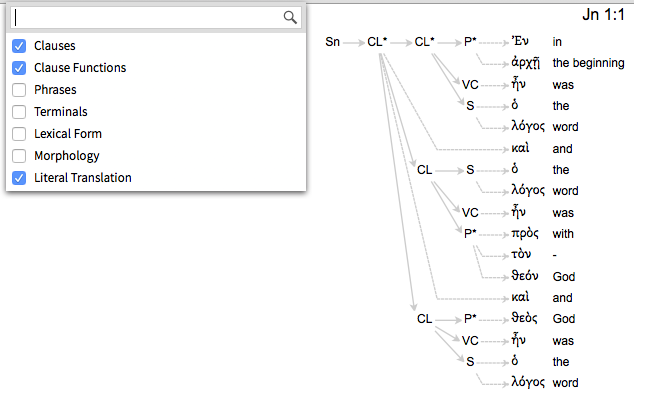 Jn 1:1
Clauses
Clause Functions
Phrases
Terminals
Lexical Form
Morphology
Literal Translation
Sn CL* CL* P* Ἐν in
ἀρχῇ the beginning
VC ἦν was
S ὁ the
λόγος word
καὶ and
CL S ὁ the
λόγος word
VC ἦν was
P* πρὸς with
τὸν -
θεόν God
καὶ and
CL P* θεὸς God
VC ἦν was
S ὁ the
λόγος word